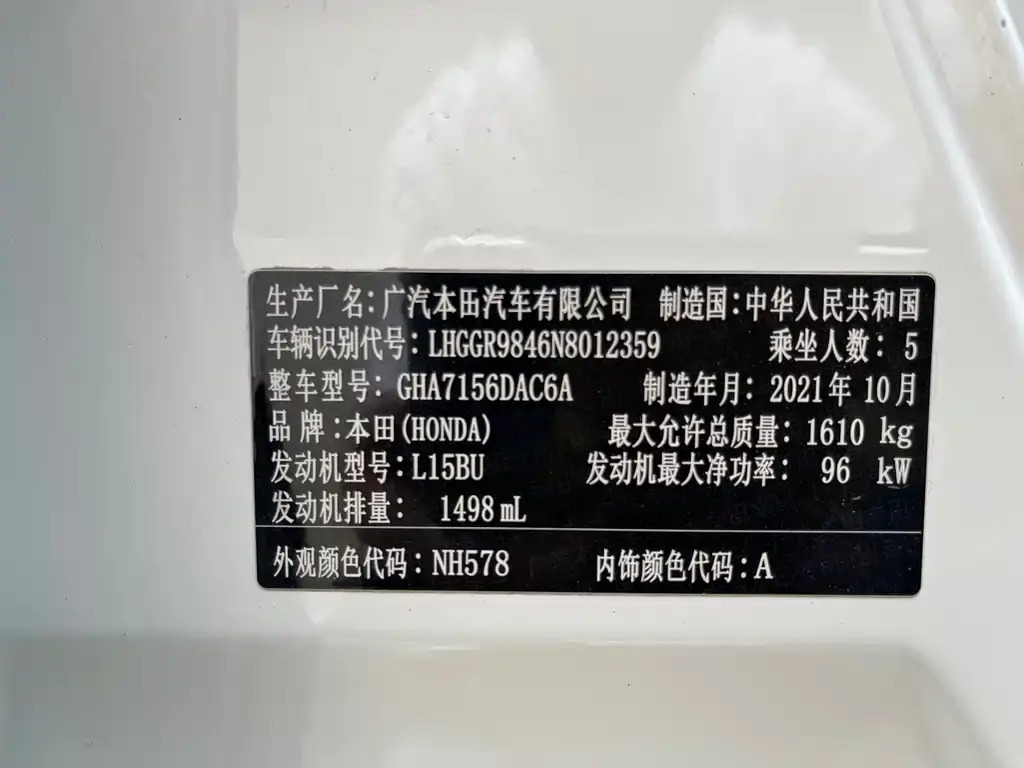 生产厂名：广汽本田汽车有限公司 制造国：中华人民共和国
车辆识别代号：LHGGR9846N8012359 乘坐人数：5
整车型号：GHA7156DAC6A 制造年月：2021年10月
品牌：本田(HONDA) 最大允许总质量：1610 kg
发动机型号：L15BU 发动机最大净功率：96 kW
发动机排量：1498 mL
外观颜色代码：NH578 内饰颜色代码：A